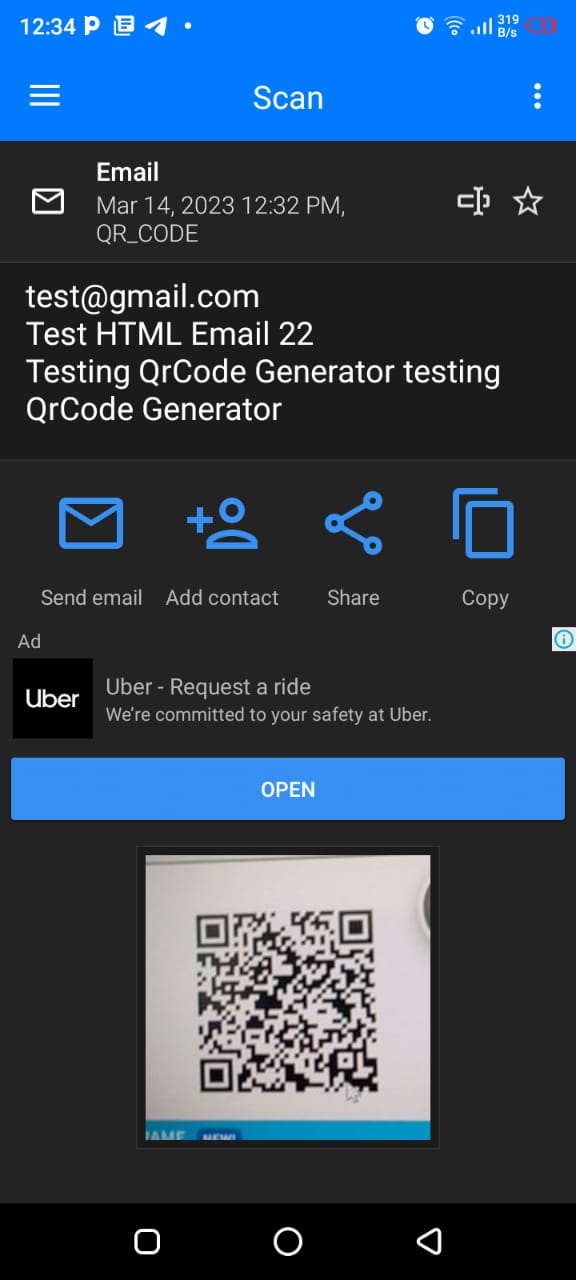 12:34
319
B/s
Scan
Email
Mar 14, 2023 12:32 PM,
QR_CODE
test@gmail.com
Test HTML Email 22
Testing QrCode Generator testing
QrCode Generator
Send email
Add contact
Share
Copy
Ad
Uber
Uber - Request a ride
We're committed to your safety at Uber.
OPEN
NEW!